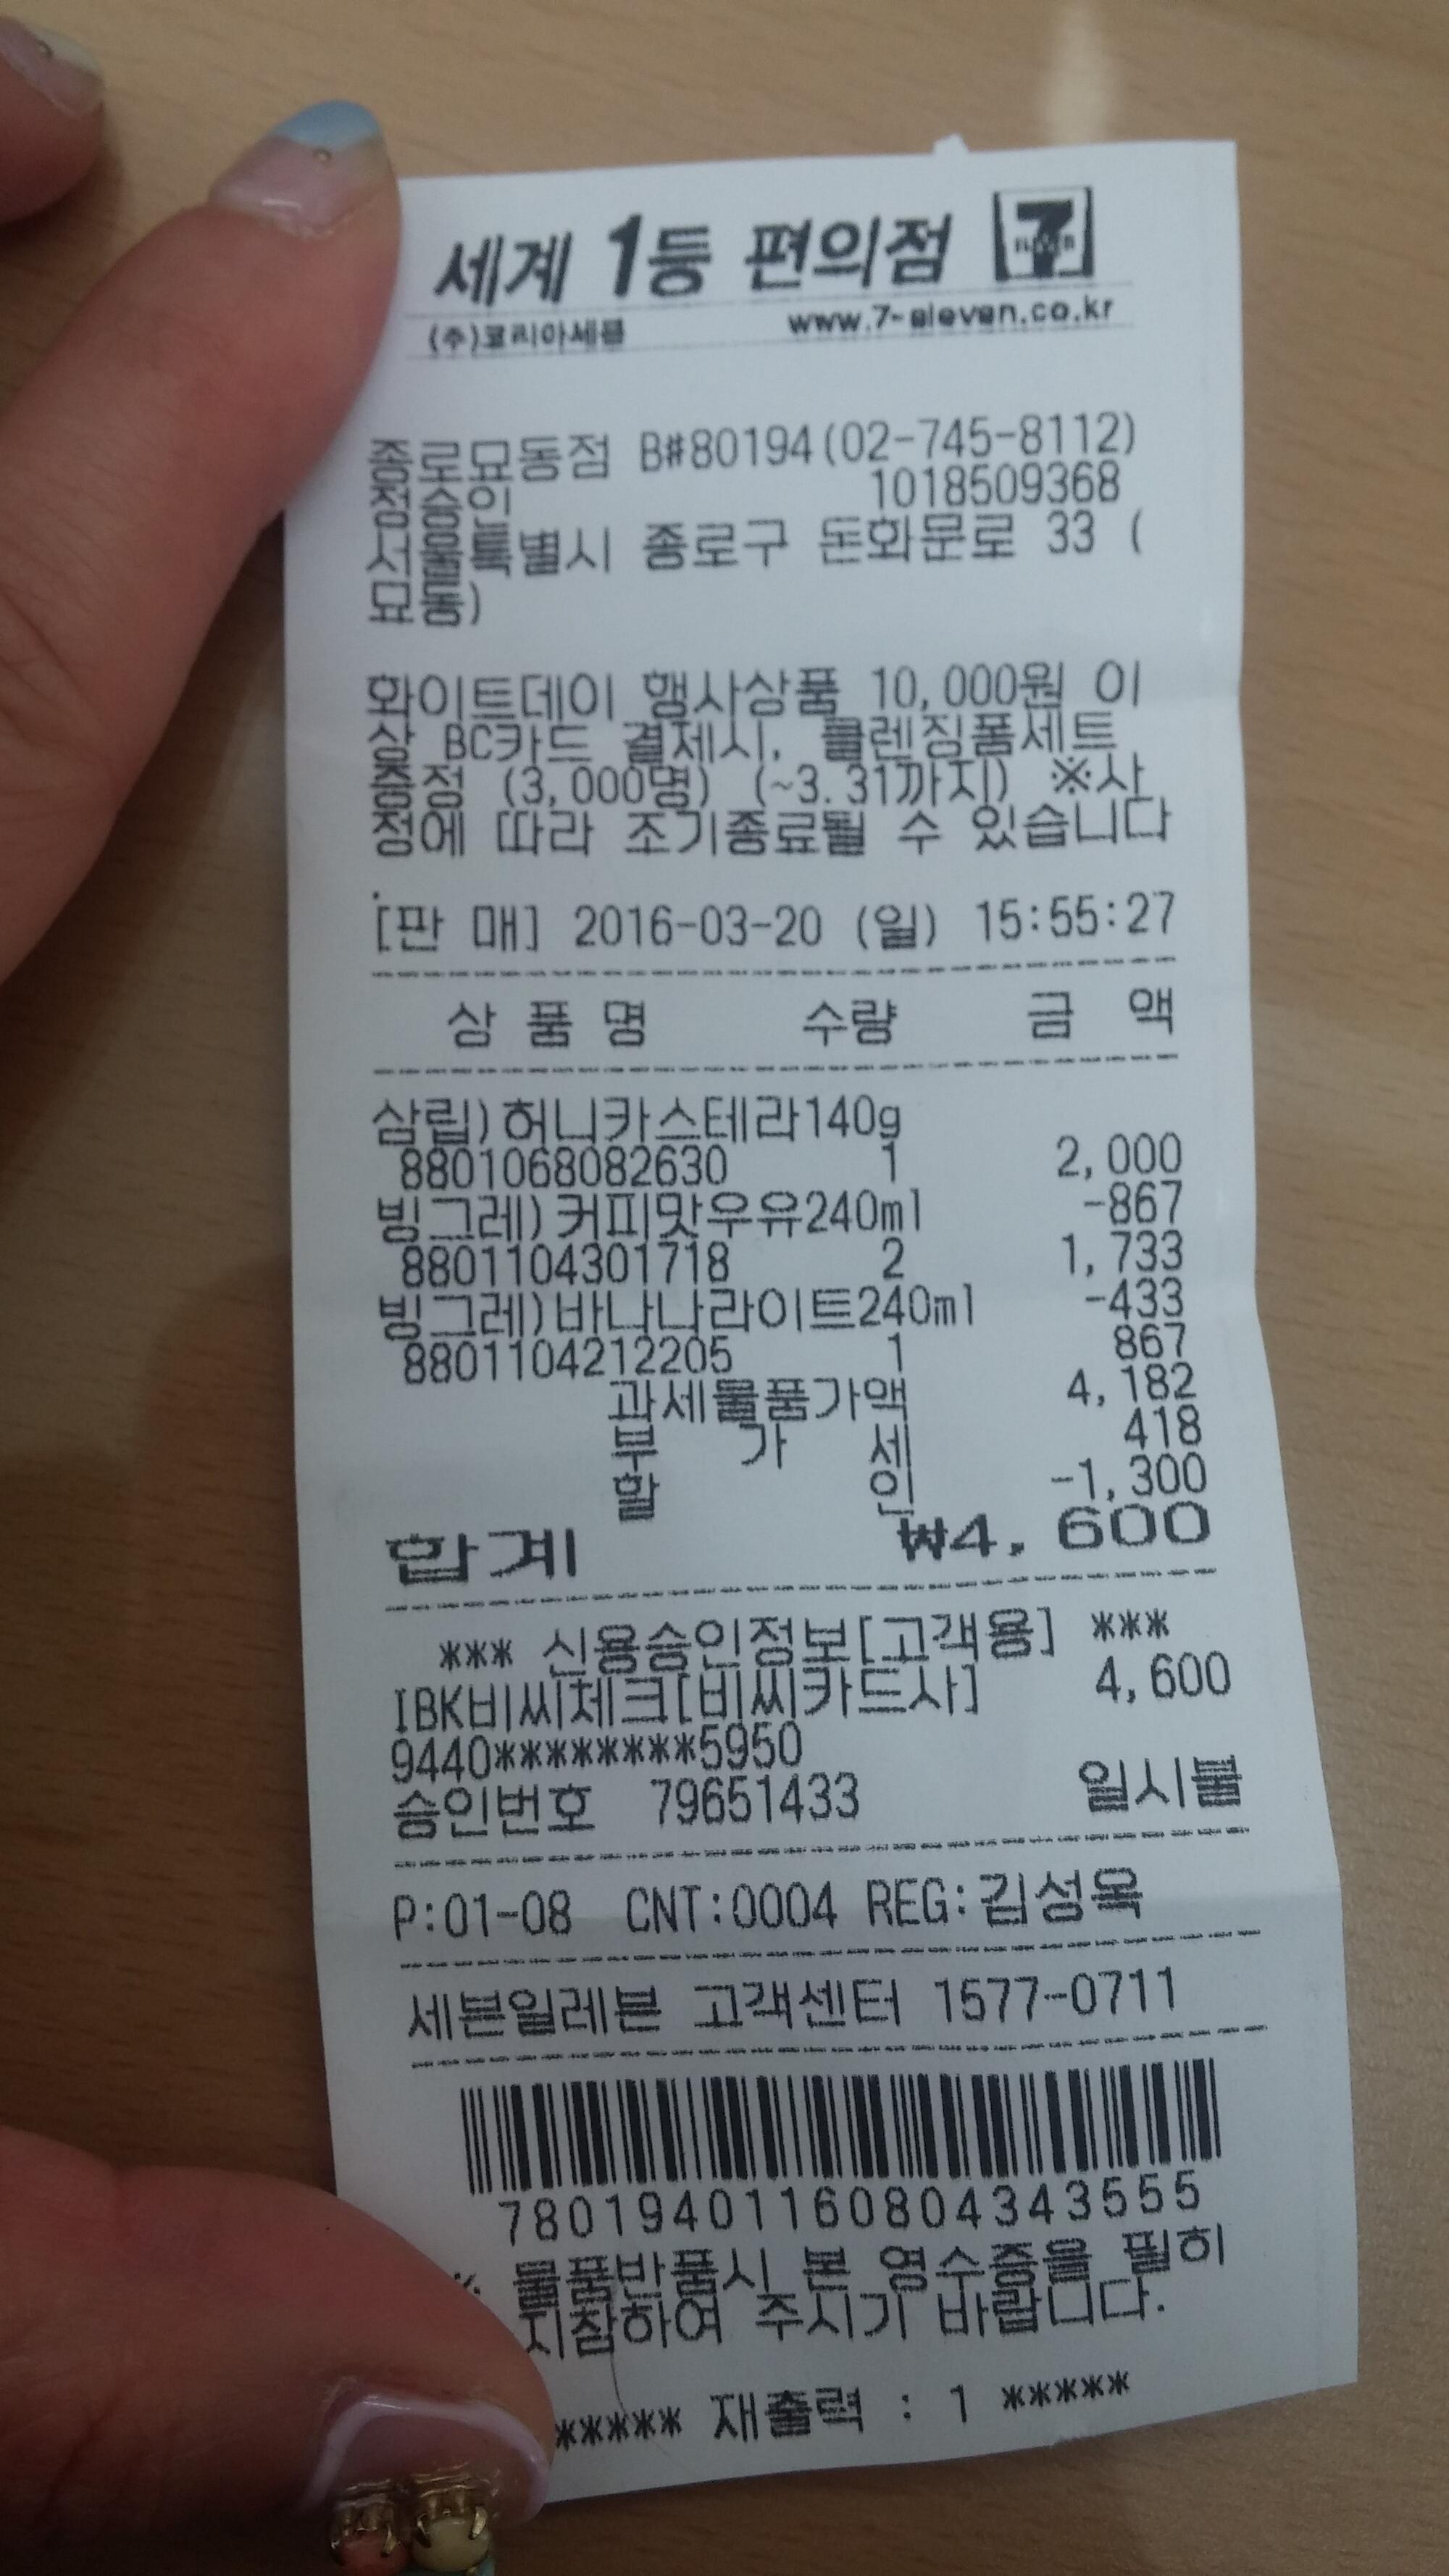 세계 1등 편의점 7 ELEVEN
(주)코리아세븐 www.7-eleven.co.kr
종로묘동점 B#80194(02-745-8112)
정승인 1018509368
서울특별시 종로구 돈화문로 33 (
묘동)
화이트데이 행사상품 10,000원 이
상 BC카드 결제시, 클렌징폼세트
증정 (3,000명) (~3.31까지) ※사
정에 따라 조기종료될 수 있습니다
.
[판 매] 2016-03-20 (일) 15:55:27
상 품 명 수량 금 액
삼립)허니카스테라140g
8801068082630 1 2,000
빙그레)커피맛우유240ml -867
8801104301718 2 1,733
빙그레)바나나라이트240ml -433
8801104212205 1 867
과세물품가액 4,182
부 가 세 418
할 인 -1,300
합계 ₩4,600
*** 신용승인정보[고객용] ***
IBK비씨체크[비씨카드사] 4,600
9440********5950
승인번호 79651433 일시불
P:01-08 CNT:0004 REG:김성옥
세븐일레븐 고객센터 1577-0711
78019401160804343555
※ 물품반품시 본 영수증을 필히
지참하여 주시기 바랍니다.
***** 재출력 : 1 *****